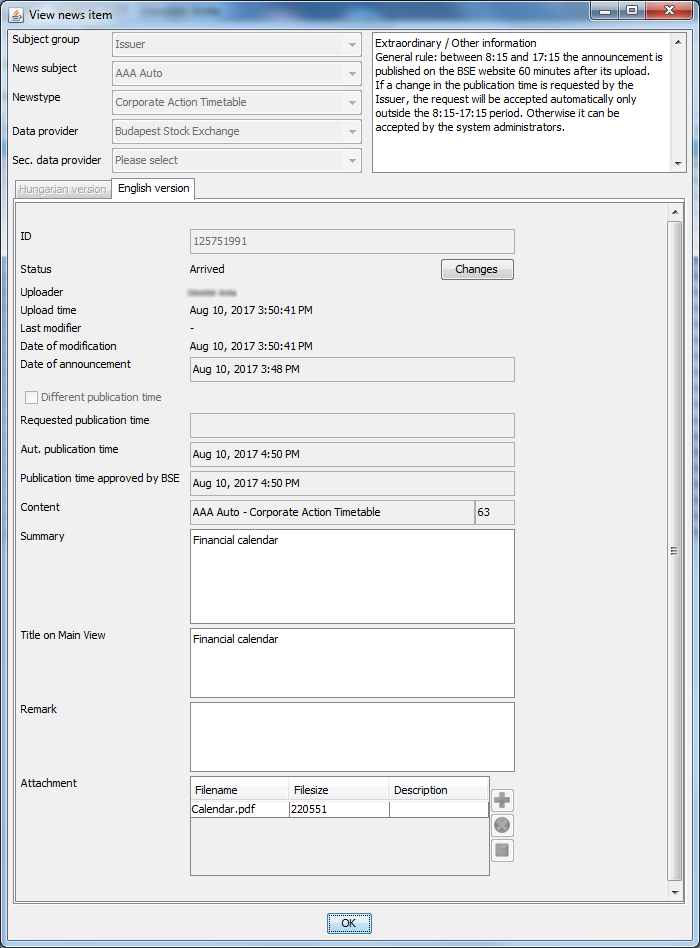 View news item
Subject group
Issuer
News subject
AAA Auto
Newstype
Corporate Action Timetable
Data provider
Budapest Stock Exchange
Sec. data provider
Please select
Extraordinary / Other information
General rule: between 8:15 and 17:15 the announcement is
published on the BSE website 60 minutes after its upload.
If a change in the publication time is requested by the
Issuer, the request will be accepted automatically only
outside the 8:15-17:15 period. Otherwise it can be
accepted by the system administrators.
Hungarian version
English version
ID
125751991
Status
Arrived
Changes
Uploader
Upload time
Aug 10, 2017 3:50:41 PM
Last modifier
-
Date of modification
Aug 10, 2017 3:50:41 PM
Date of announcement
Aug 10, 2017 3:48 PM
Different publication time
Requested publication time
Aut. publication time
Aug 10, 2017 4:50 PM
Publication time approved by BSE
Aug 10, 2017 4:50 PM
Content
AAA Auto - Corporate Action Timetable
63
Summary
Financial calendar
Title on Main View
Financial calendar
Remark
Attachment
Filename Filesize Description
Calendar.pdf 220551
OK